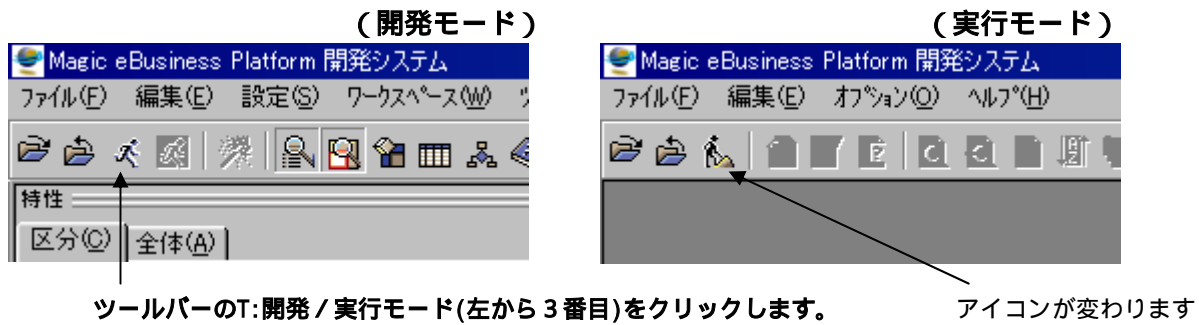 (開発モード)
(実行モード)
Magic eBusiness Platform 開発システム
Magic eBusiness Platform 開発システム
ファイル(F) 編集(E) 設定(S) ワークスペース(W)
ファイル(F) 編集(E) オプション(O) ヘルプ(H)
特性
区分(C) 全体(A)
ツールバーのT:開発/実行モード(左から3番目)をクリックします。
アイコンが変わります